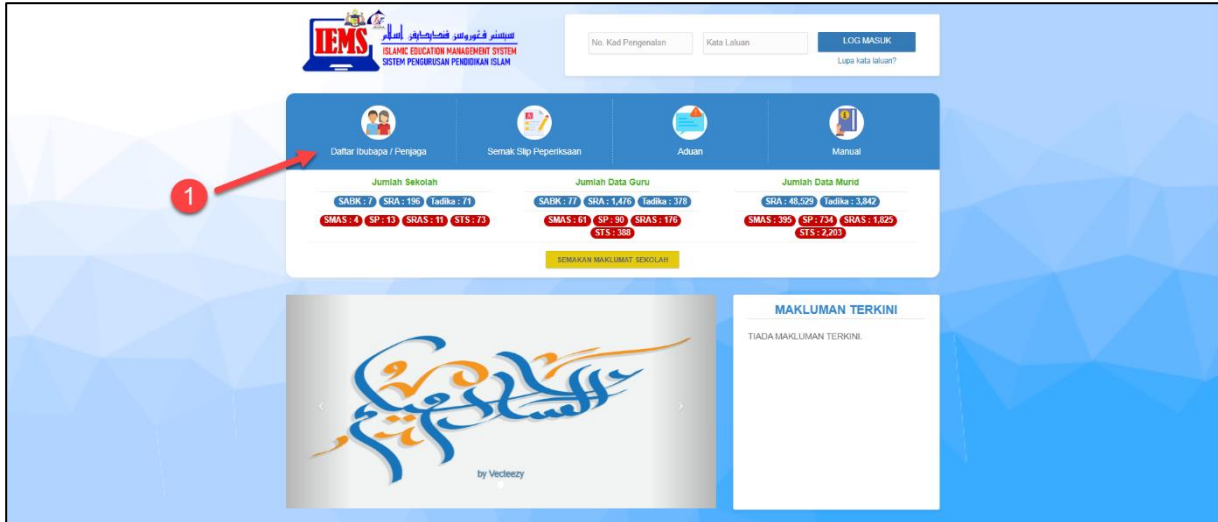 IEMS
سيستم ڤڠوروسن ڤنديديقن إسلام
ISLAMIC EDUCATION MANAGEMENT SYSTEM
SISTEM PENGURUSAN PENDIDIKAN ISLAM
No. Kad Pengenalan
Kata Laluan
LOG MASUK
Lupa kata laluan?
1
Daftar Ibubapa / Penjaga
Semak Slip Peperiksaan
Aduan
Manual
Jumlah Sekolah
SABK : 7 SRA : 196 Tadika : 71
SMAS : 4 SP : 13 SRAS : 11 STS : 73
Jumlah Data Guru
SABK : 77 SRA : 1,476 Tadika : 378
SMAS : 61 SP : 90 SRAS : 176
STS : 388
Jumlah Data Murid
SRA : 48,529 Tadika : 3,842
SMAS : 395 SP : 734 SRAS : 1,825
STS : 2,203
SEMAKAN MAKLUMAT SEKOLAH
by Vecteezy
MAKLUMAN TERKINI
TIADA MAKLUMAN TERKINI.